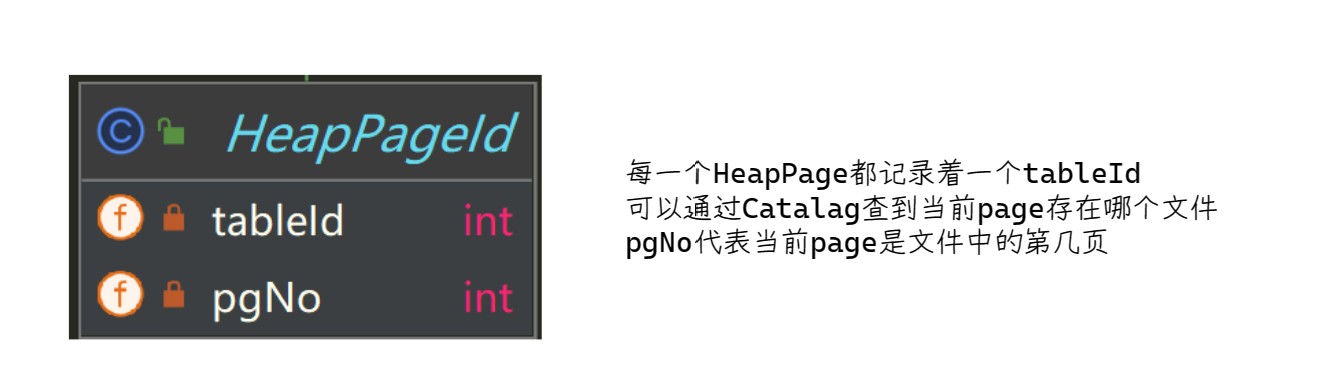 HeapPageId
tableId int
pgNo int
每一个HeapPage都记录着一个tableId
可以通过Catalag查到当前page存在哪个文件
pgNo代表当前page是文件中的第几页